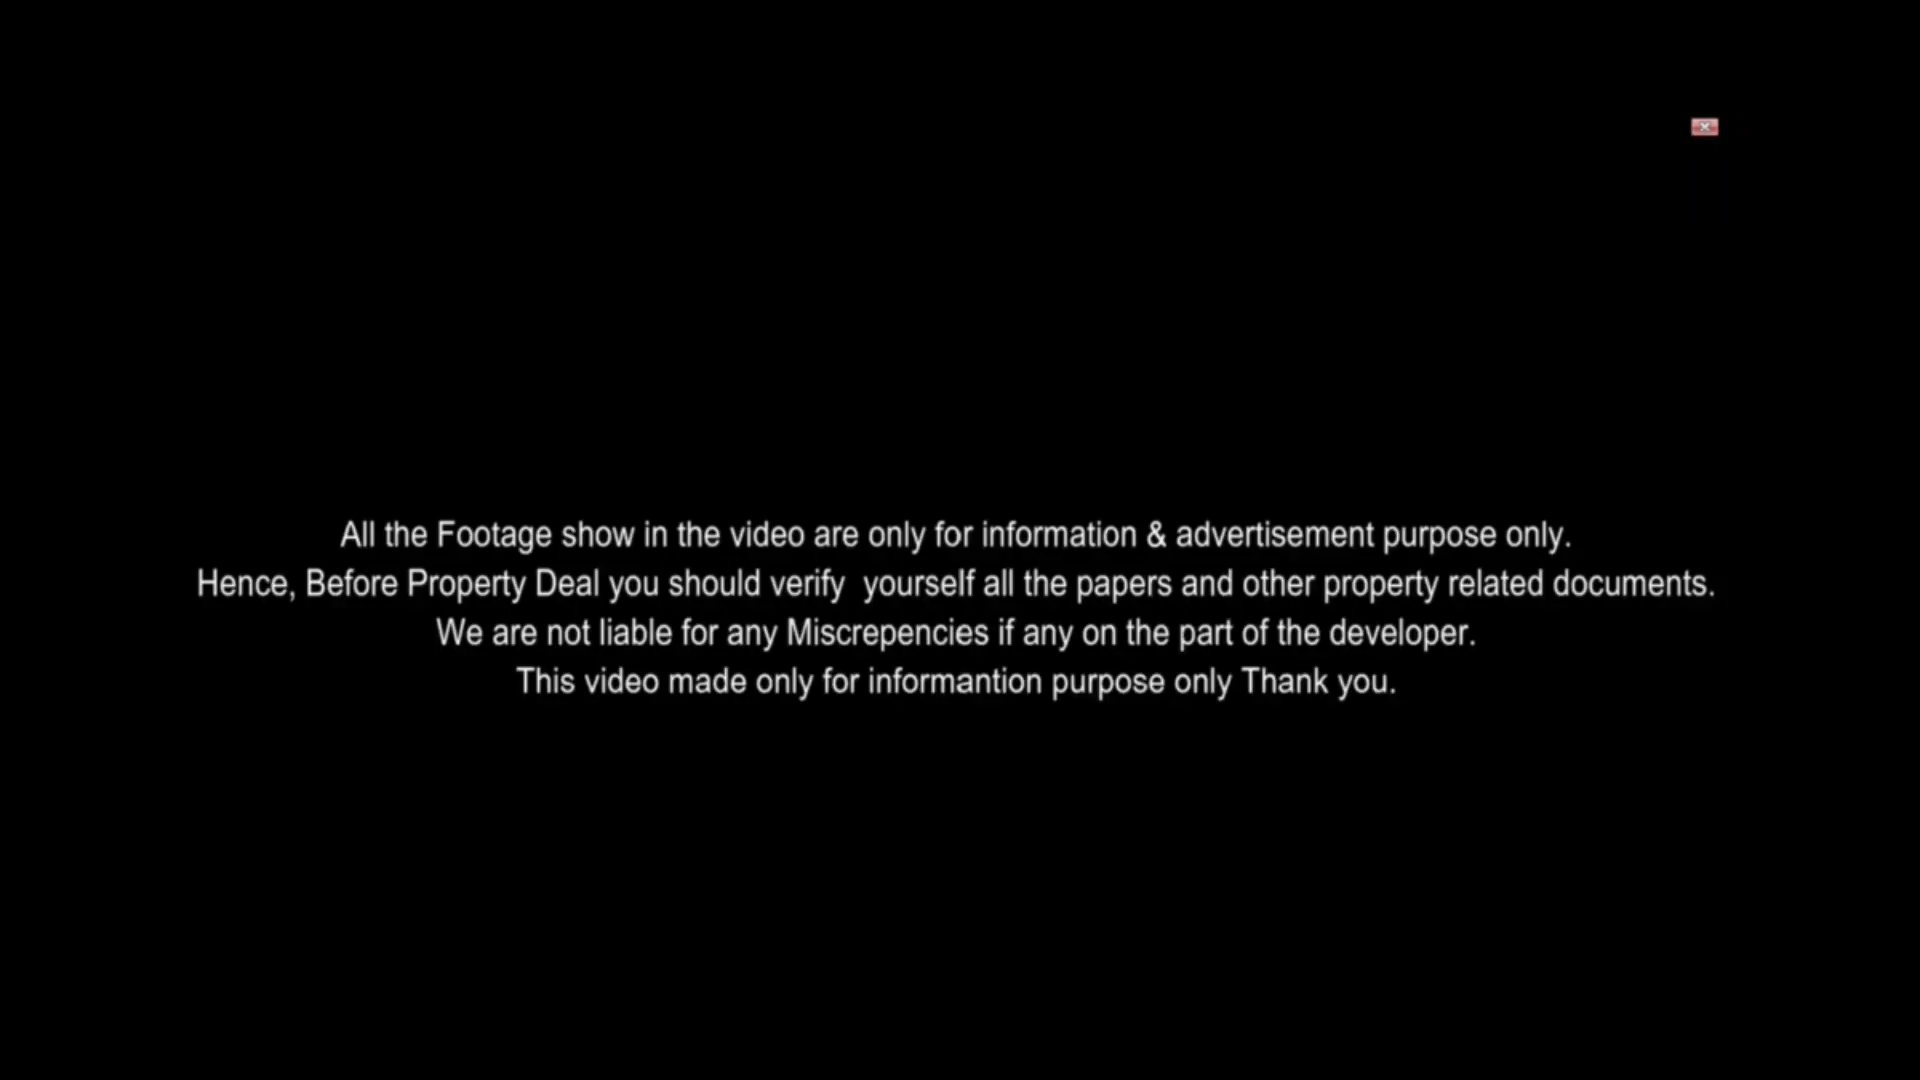 All the Footage show in the video are only for information & advertisement purpose only.
Hence, Before Property Deal you should verify  yourself all the papers and other property related documents.
We are not liable for any Miscrepencies if any on the part of the developer.
This video made only for informantion purpose only Thank you.